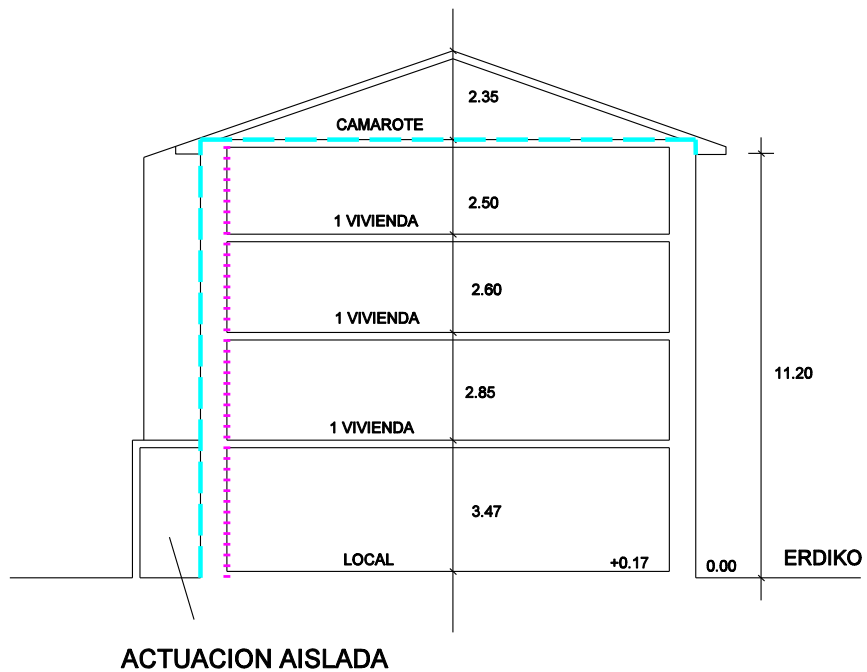 2.35
CAMAROTE
2.50
1 VIVIENDA
2.60
1 VIVIENDA
11.20
2.85
1 VIVIENDA
3.47
LOCAL
+0.17
0.00
ERDIKO
ACTUACION AISLADA